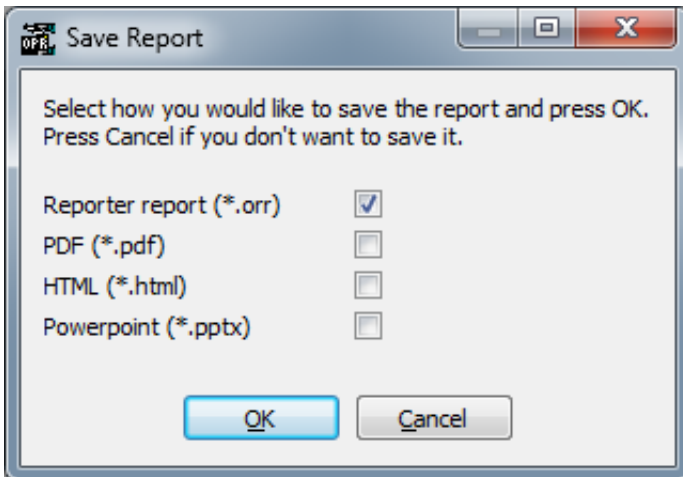 Save Report
Select how you would like to save the report and press OK.
Press Cancel if you don't want to save it.
Reporter report (*.orr)
PDF (*.pdf)
HTML (*.html)
Powerpoint (*.pptx)
OK
Cancel